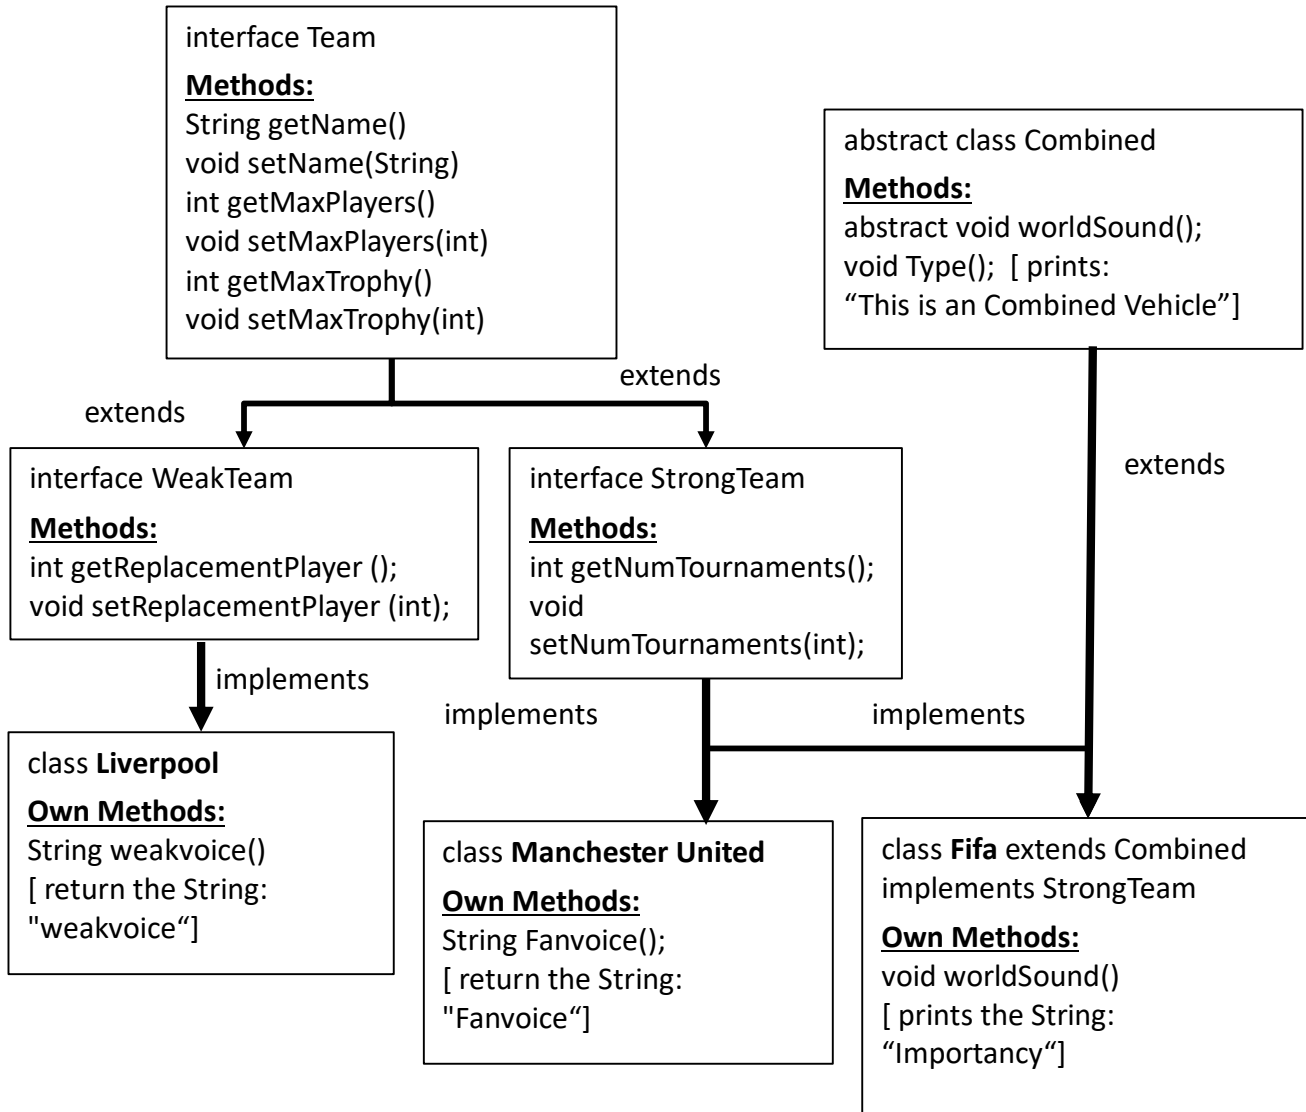 interface Team
Methods:
String getName()
void setName(String)
int getMaxPlayers()
void setMaxPlayers(int)
int getMaxTrophy()
void setMaxTrophy(int)
abstract class Combined
Methods:
abstract void worldSound();
void Type();  [ prints:
“This is an Combined Vehicle”]
extends
extends
extends
interface WeakTeam
Methods:
int getReplacementPlayer ();
void setReplacementPlayer (int);
interface StrongTeam
Methods:
int getNumTournaments();
void
setNumTournaments(int);
implements
implements
implements
class Liverpool
Own Methods:
String weakvoice()
[ return the String:
"weakvoice“]
class Manchester United
Own Methods:
String Fanvoice();
[ return the String:
"Fanvoice“]
class Fifa extends Combined
implements StrongTeam
Own Methods:
void worldSound()
[ prints the String:
“Importancy“]